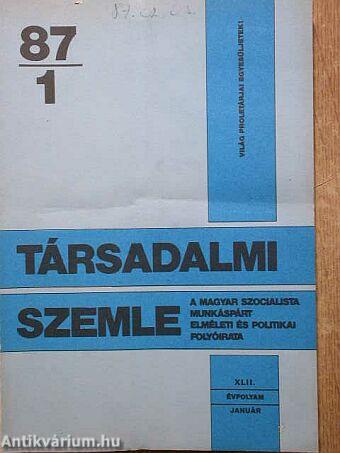 87
1
VILÁG PROLETÁRJAI EGYESÜLJETEK!
TÁRSADALMI
SZEMLE
A MAGYAR SZOCIALISTA
MUNKÁSPÁRT
ELMÉLETI ÉS POLITIKAI
FOLYÓIRATA
XLII.
ÉVFOLYAM
JANUÁR
Antikvárium.hu